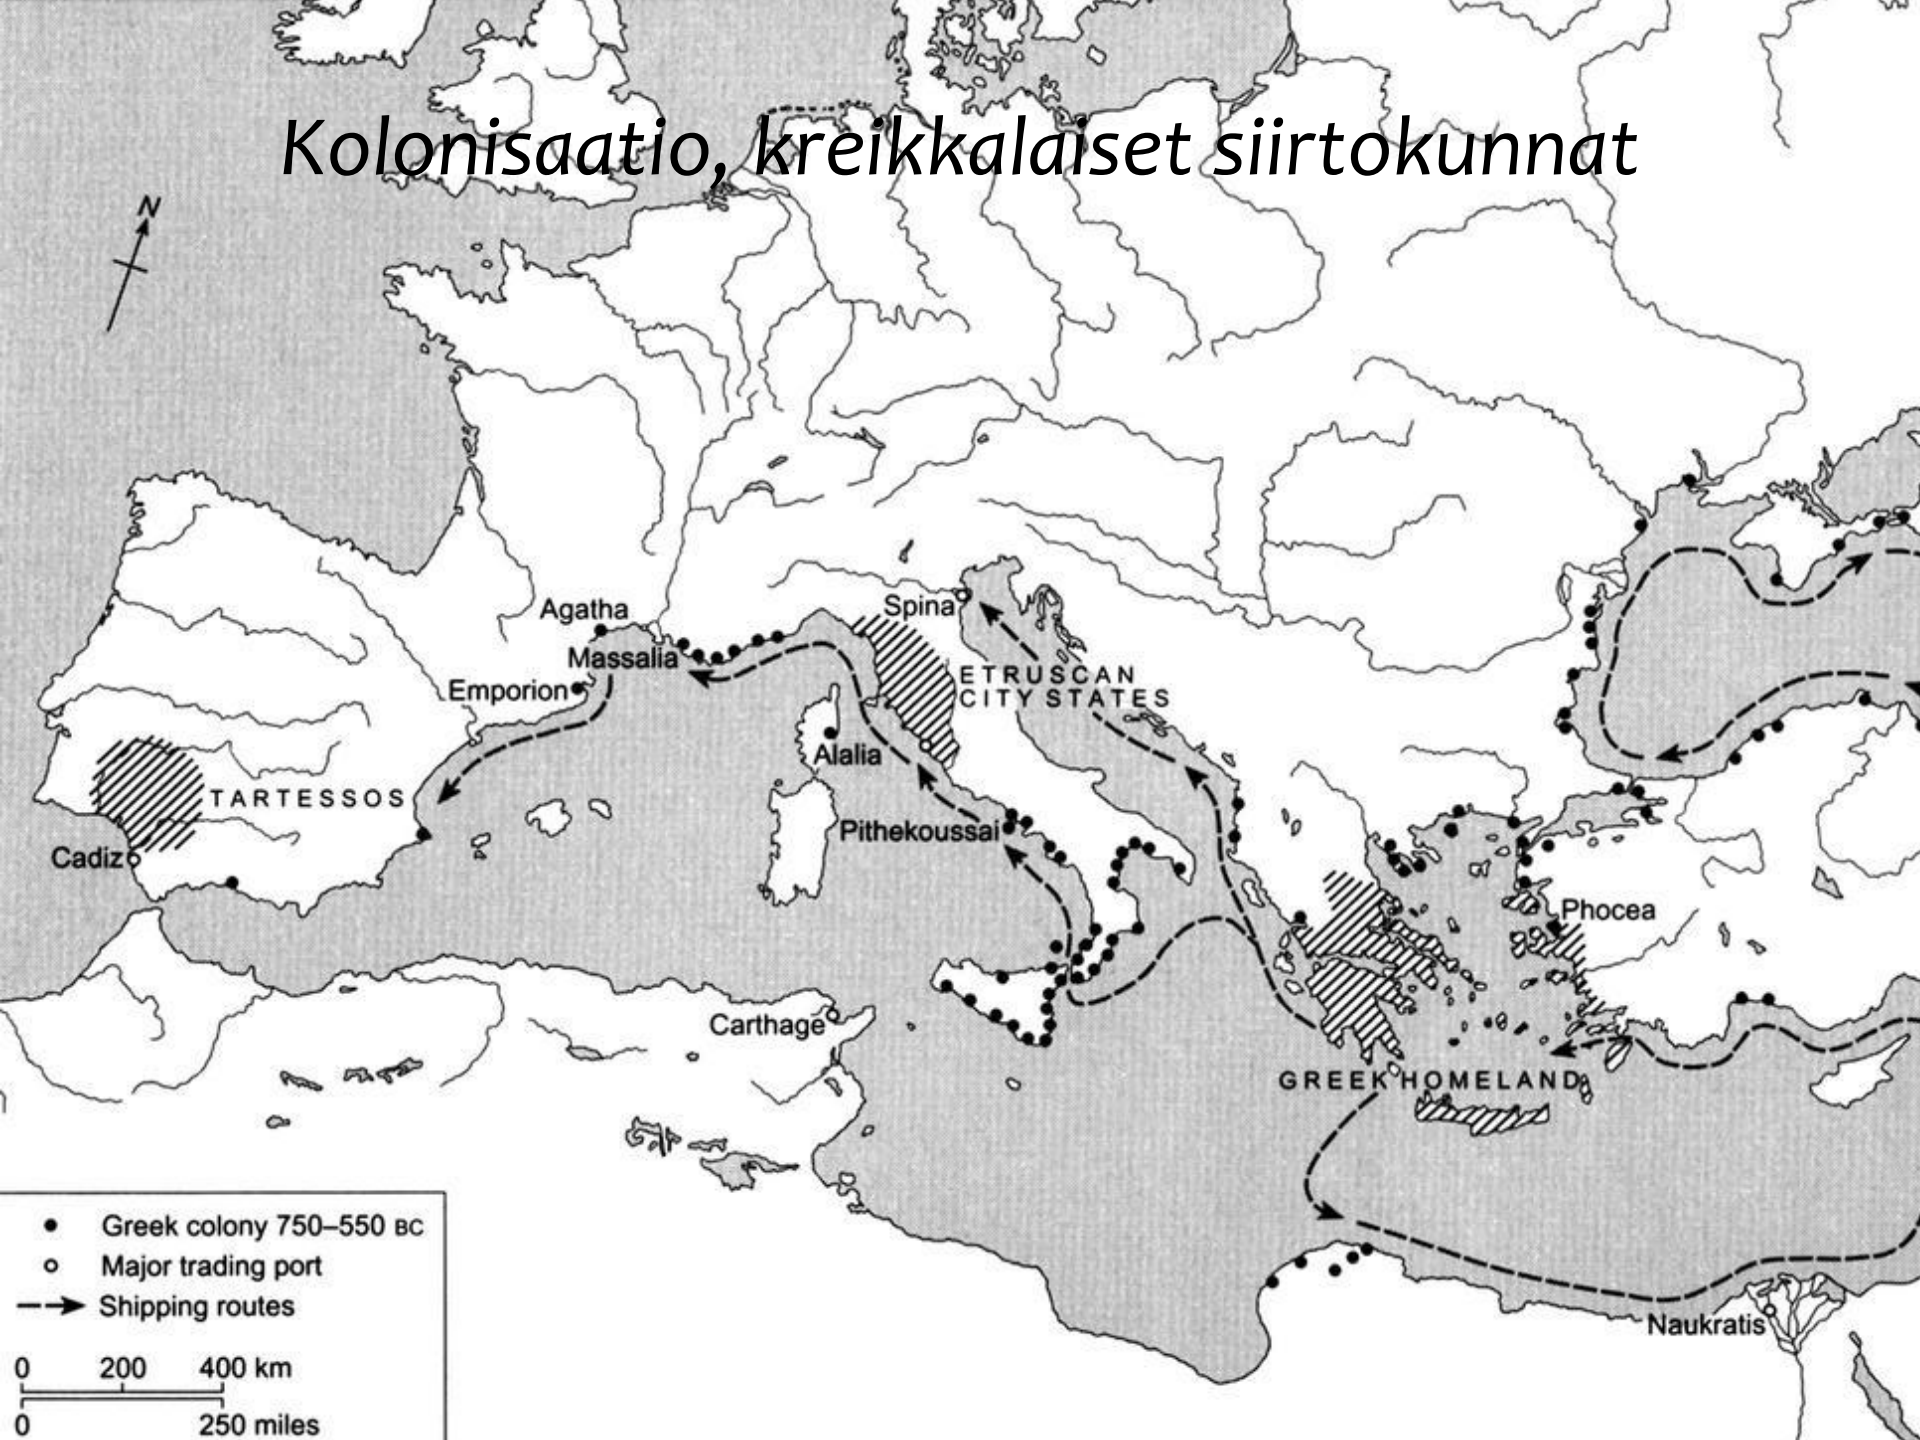 Kolonisaatio, kreikkalaiset siirtokunnat
N
Agatha
Spina
Massalia
Emporion
ETRUSCAN
CITY STATES
Alalia
TARTESSOS
Pithekoussai
Cadiz
Phocea
Carthage
GREEK HOMELAND
Naukratis
Greek colony 750–550 BC
Major trading port
Shipping routes
0 200 400 km
0 250 miles